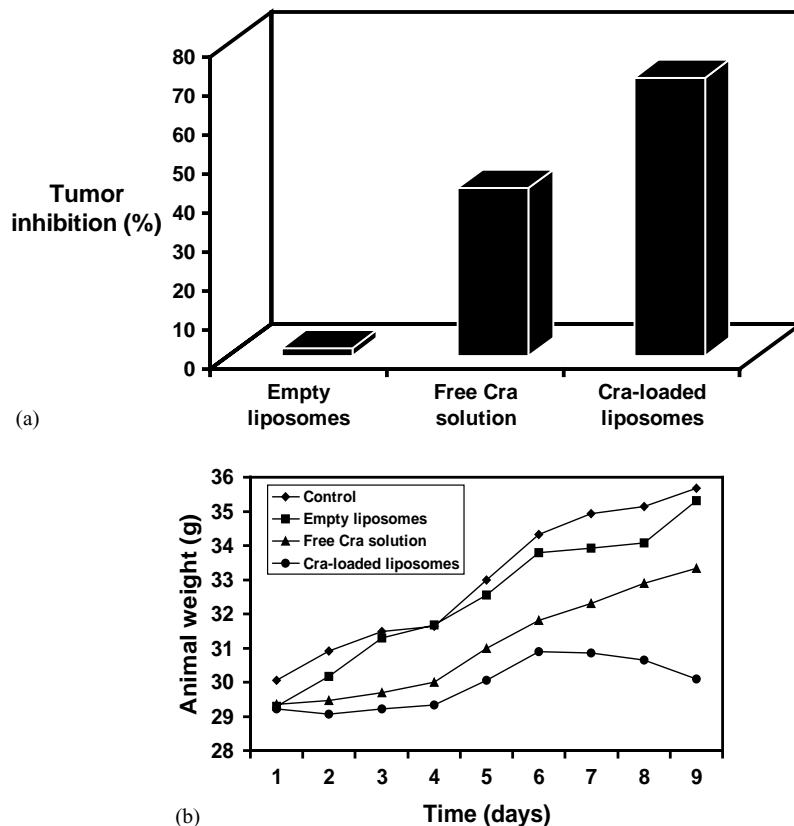 80
70
60
50
40
30
20
10
0
Tumor
inhibition (%)
Empty
liposomes
Free Cra
solution
Cra-loaded
liposomes
(a)
36
35
34
33
32
31
30
29
28
Animal weight (g)
Control
Empty liposomes
Free Cra solution
Cra-loaded liposomes
1 2 3 4 5 6 7 8 9
Time (days)
(b)